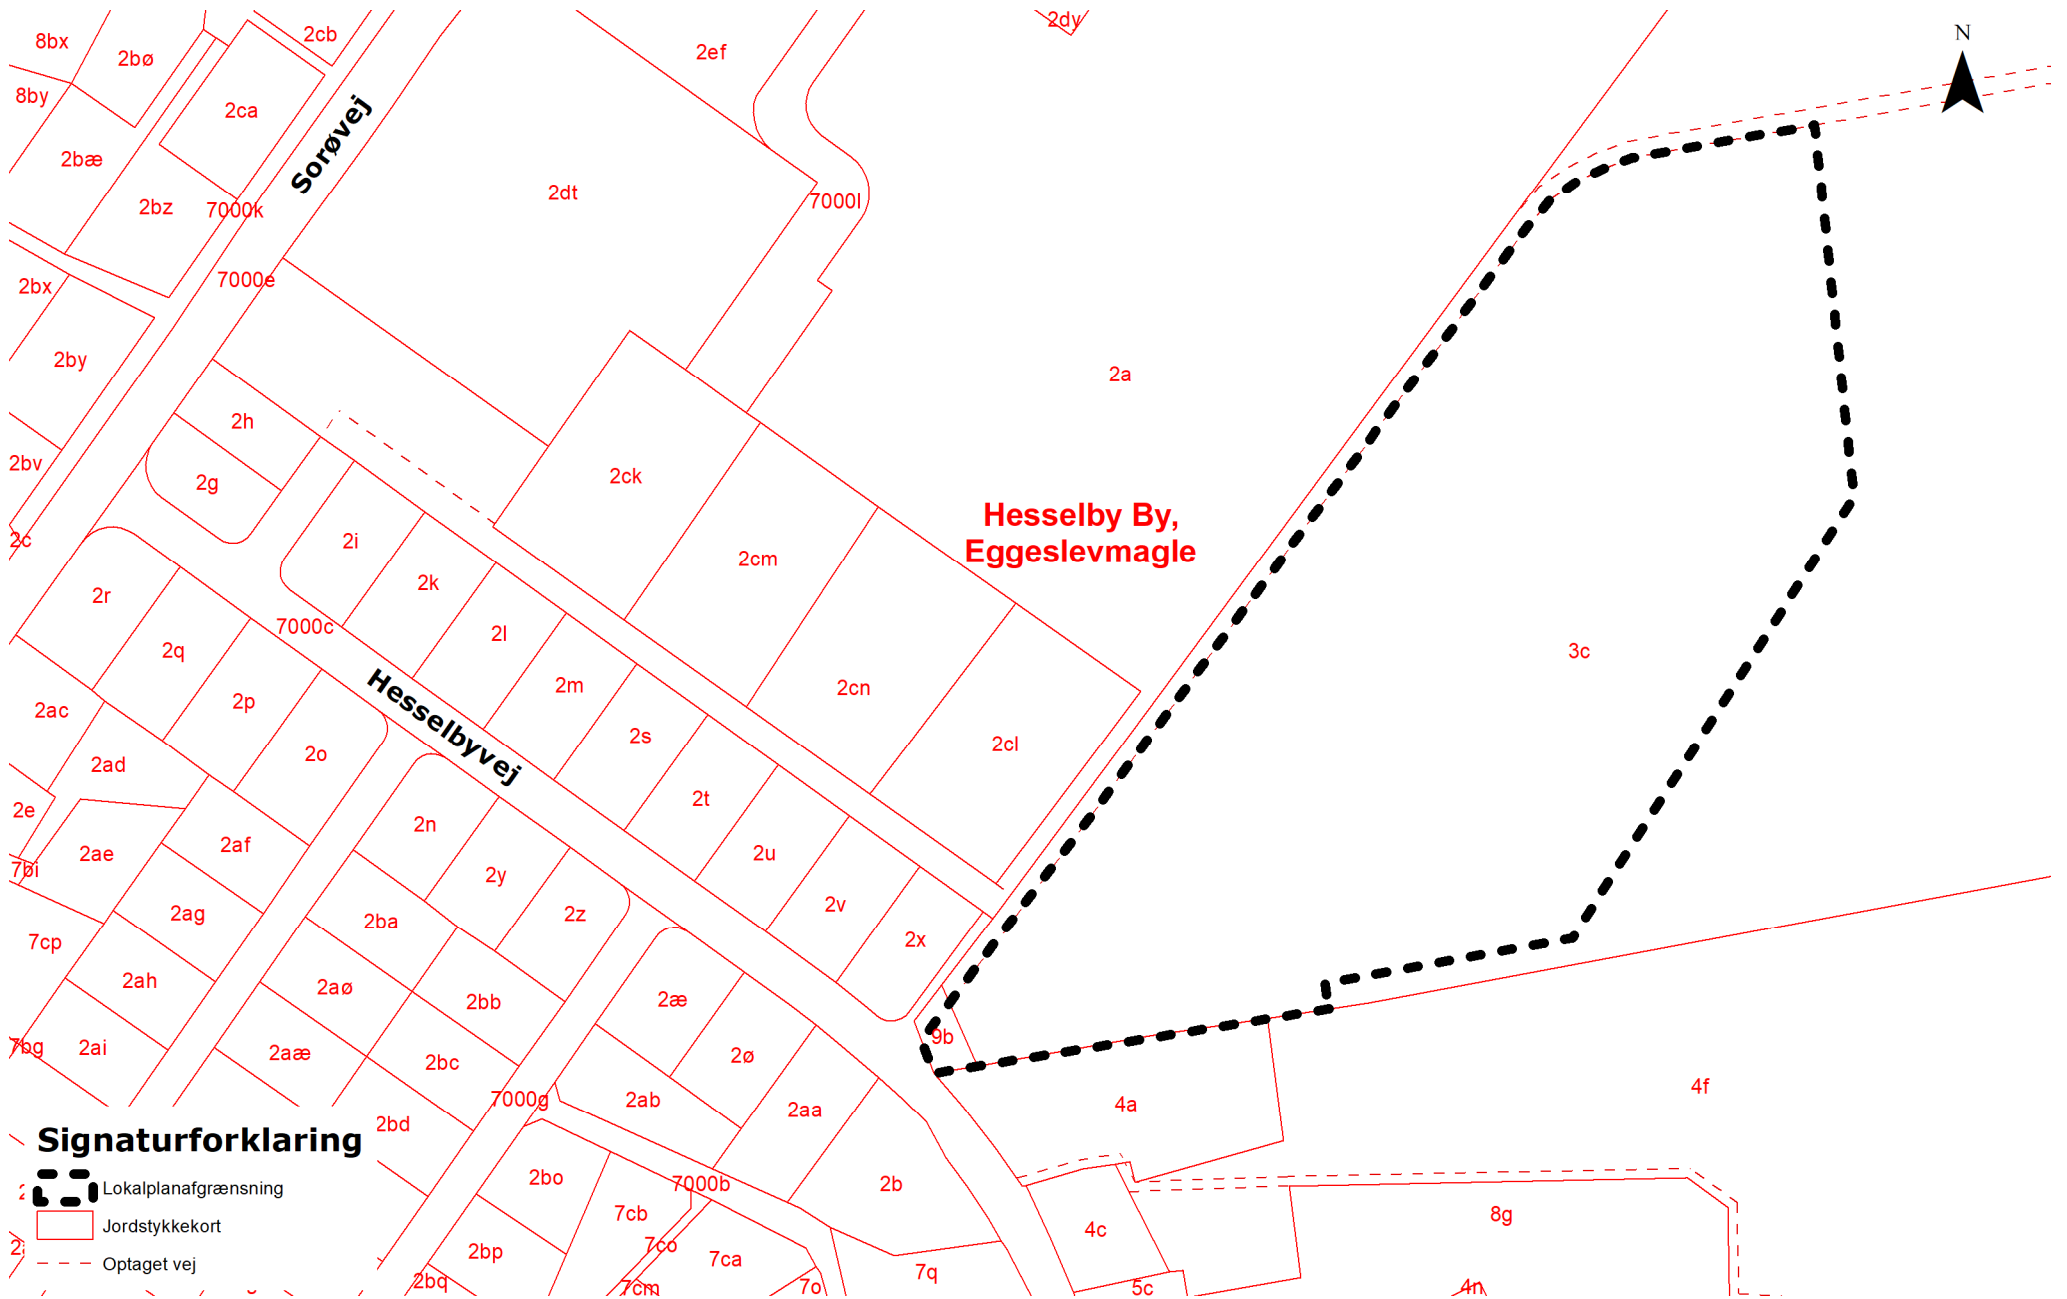 8bx
2bø
2cb
2ef
2dy
N
8by
2ca
Sorøvej
2bæ
2dt
2bz
7000k
7000l
7000e
2bx
2by
2a
2h
2bv
2g
2ck
2c
2i
Hesselby By,
Eggeslevmagle
2cm
2k
2r
7000c
2l
2q
3c
2m
2cn
2p
2ac
Hesselbyvej
2s
2o
2cl
2ad
2t
2e
2n
2af
2ae
2u
7bi
2y
2ag
2ba
2z
2v
7cp
2x
2ah
2aø
2bb
2æ
9b
7bg
2ai
2aæ
2bc
2ø
4f
7000g
2ab
4a
2aa
2bd
Signaturforklaring
2bo
7000b
2b
Lokalplanafgrænsning
7cb
8g
Jordstykkekort
4c
7co
2bp
7ca
Optaget vej
7q
2bq
7cm
7o
5c
4n